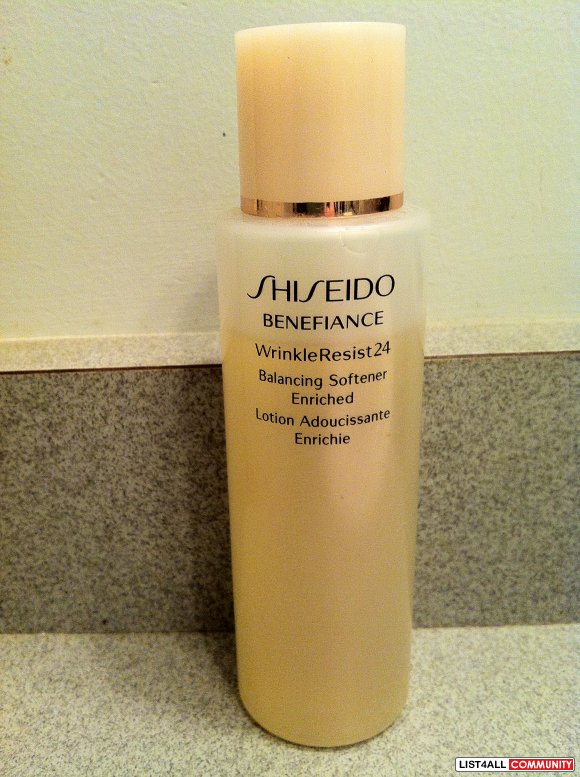 SHISEIDO
BENEFIANCE
WrinkleResist24
Balancing Softener
Enriched
Lotion Adoucissante
Enrichie
LIST4ALL COMMUNITY